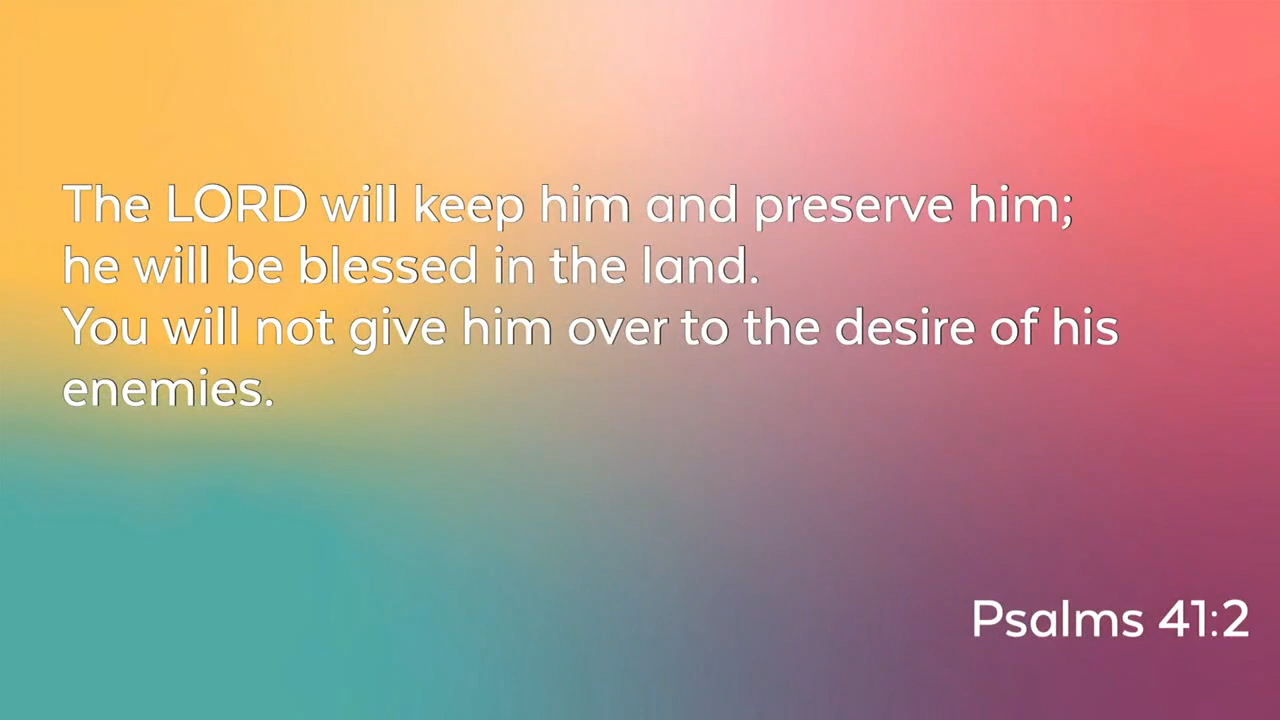 The LORD will keep him and preserve him;
he will be blessed in the land.
You will not give him over to the desire of his
enemies.
Psalms 41:2